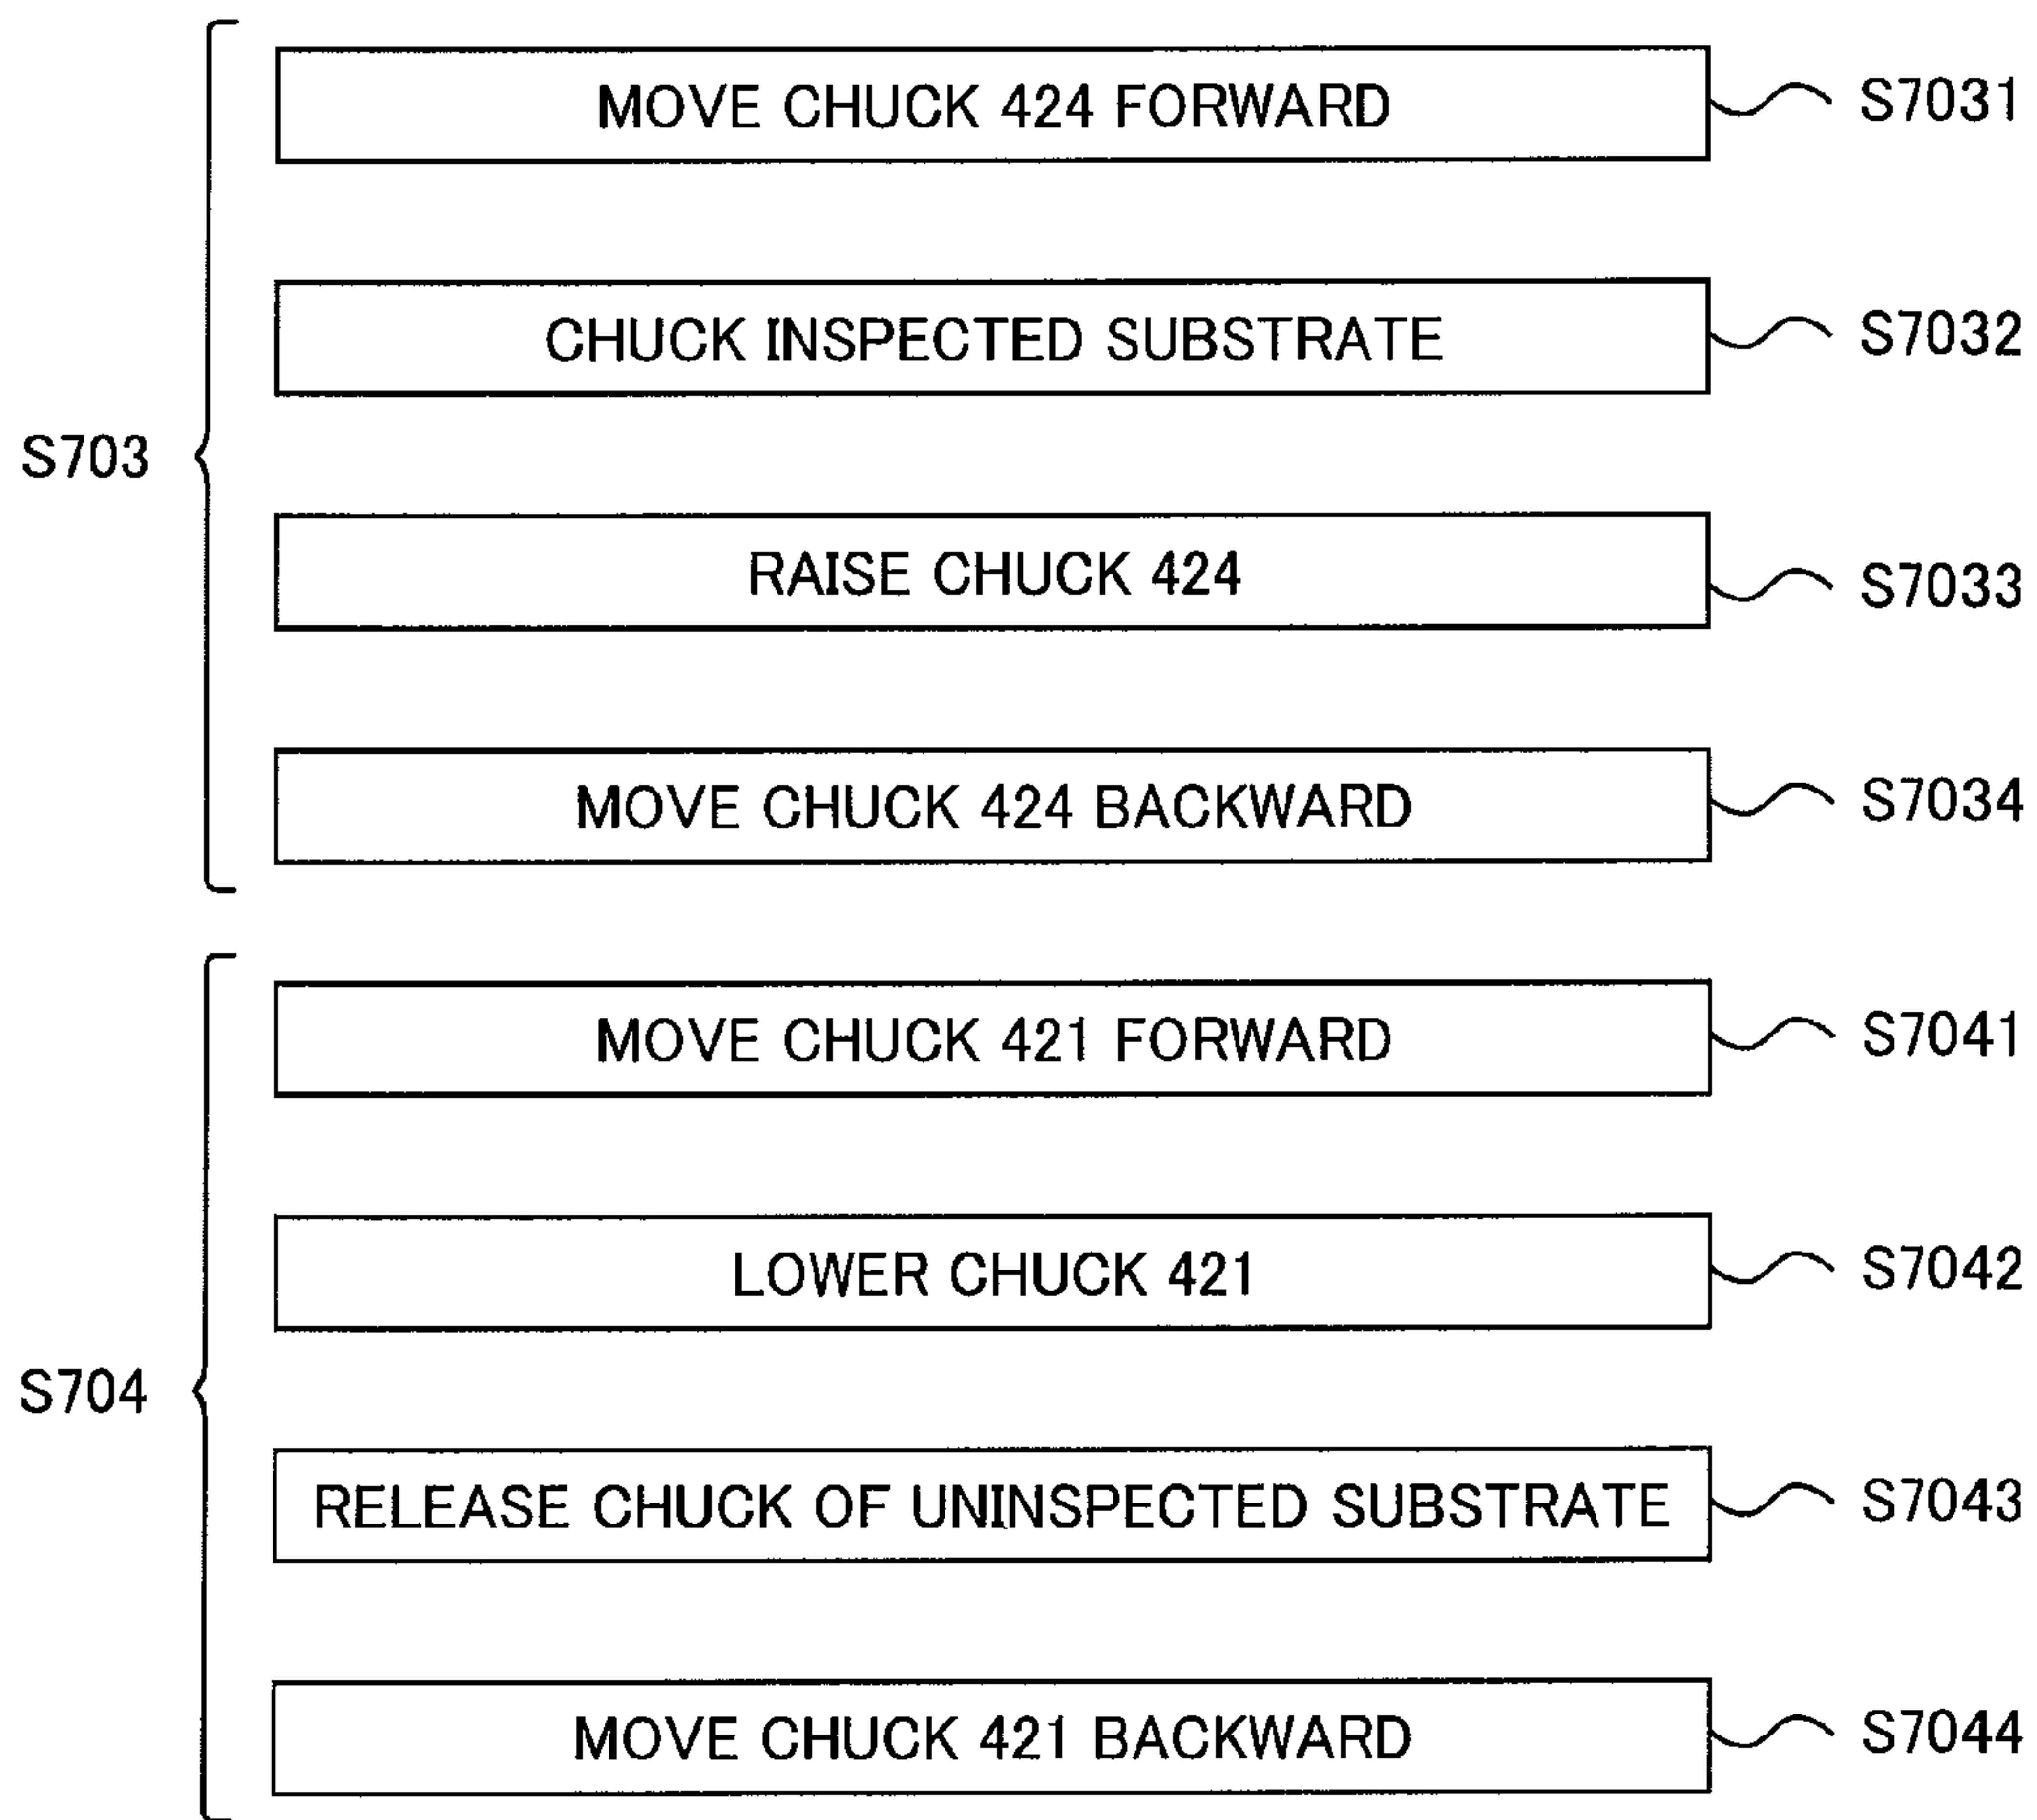 MOVE CHUCK 424 FORWARD S7031
CHUCK INSPECTED SUBSTRATE S7032
S703
RAISE CHUCK 424 S7033
MOVE CHUCK 424 BACKWARD S7034
MOVE CHUCK 421 FORWARD S7041
LOWER CHUCK 421 S7042
S704
RELEASE CHUCK OF UNINSPECTED SUBSTRATE S7043
MOVE CHUCK 421 BACKWARD S7044